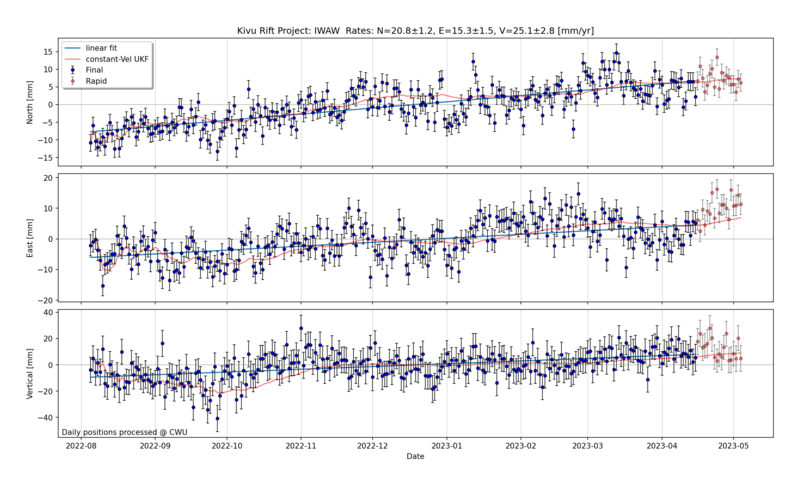 Kivu Rift Project: IWAW  Rates: N=20.8±1.2, E=15.3±1.5, V=25.1±2.8 [mm/yr]
linear fit
constant-Vel UKF
Final
Rapid
North [mm]
15
10
5
0
−5
−10
−15
East [mm]
20
10
0
−10
−20
Vertical [mm]
40
20
0
−20
−40
Daily positions processed @ CWU
2022-08 2022-09 2022-10 2022-11 2022-12 2023-01 2023-02 2023-03 2023-04 2023-05
Date